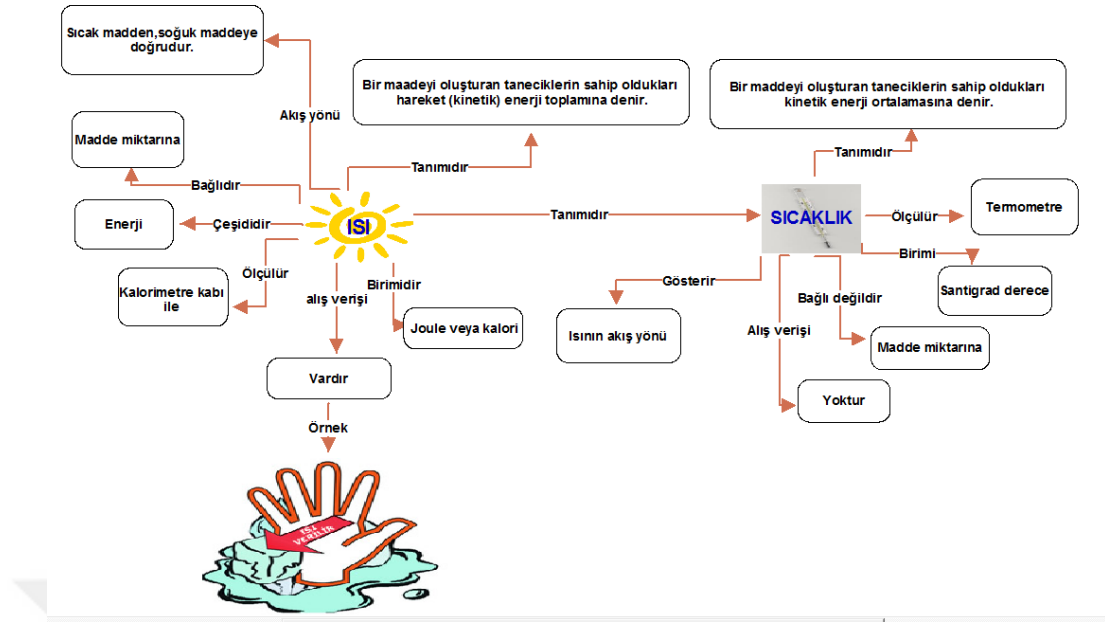 Sıcak madden,soğuk maddeye
doğrudur.
Bir maadeyi oluşturan taneciklerin sahip oldukları
hareket (kinetik) enerji toplamına denir.
Bir maddeyi oluşturan taneciklerin sahip oldukları
kinetik enerji ortalamasına denir.
Akış yönü
Madde miktarına
Tanımıdır
Tanımıdır
Bağlıdır
Enerji
Çeşididir
ISI
Tanımıdır
SICAKLIK
Ölçülür
Termometre
Birimi
Ölçülür
Kalorimetre kabı
ile
alış verişi
Birimidir
Joule veya kalori
Gösterir
Isının akış yönü
Bağlı değildir
Santigrad derece
Alış verişi
Madde miktarına
Vardır
Yoktur
Örnek
ISI
VERİLİR